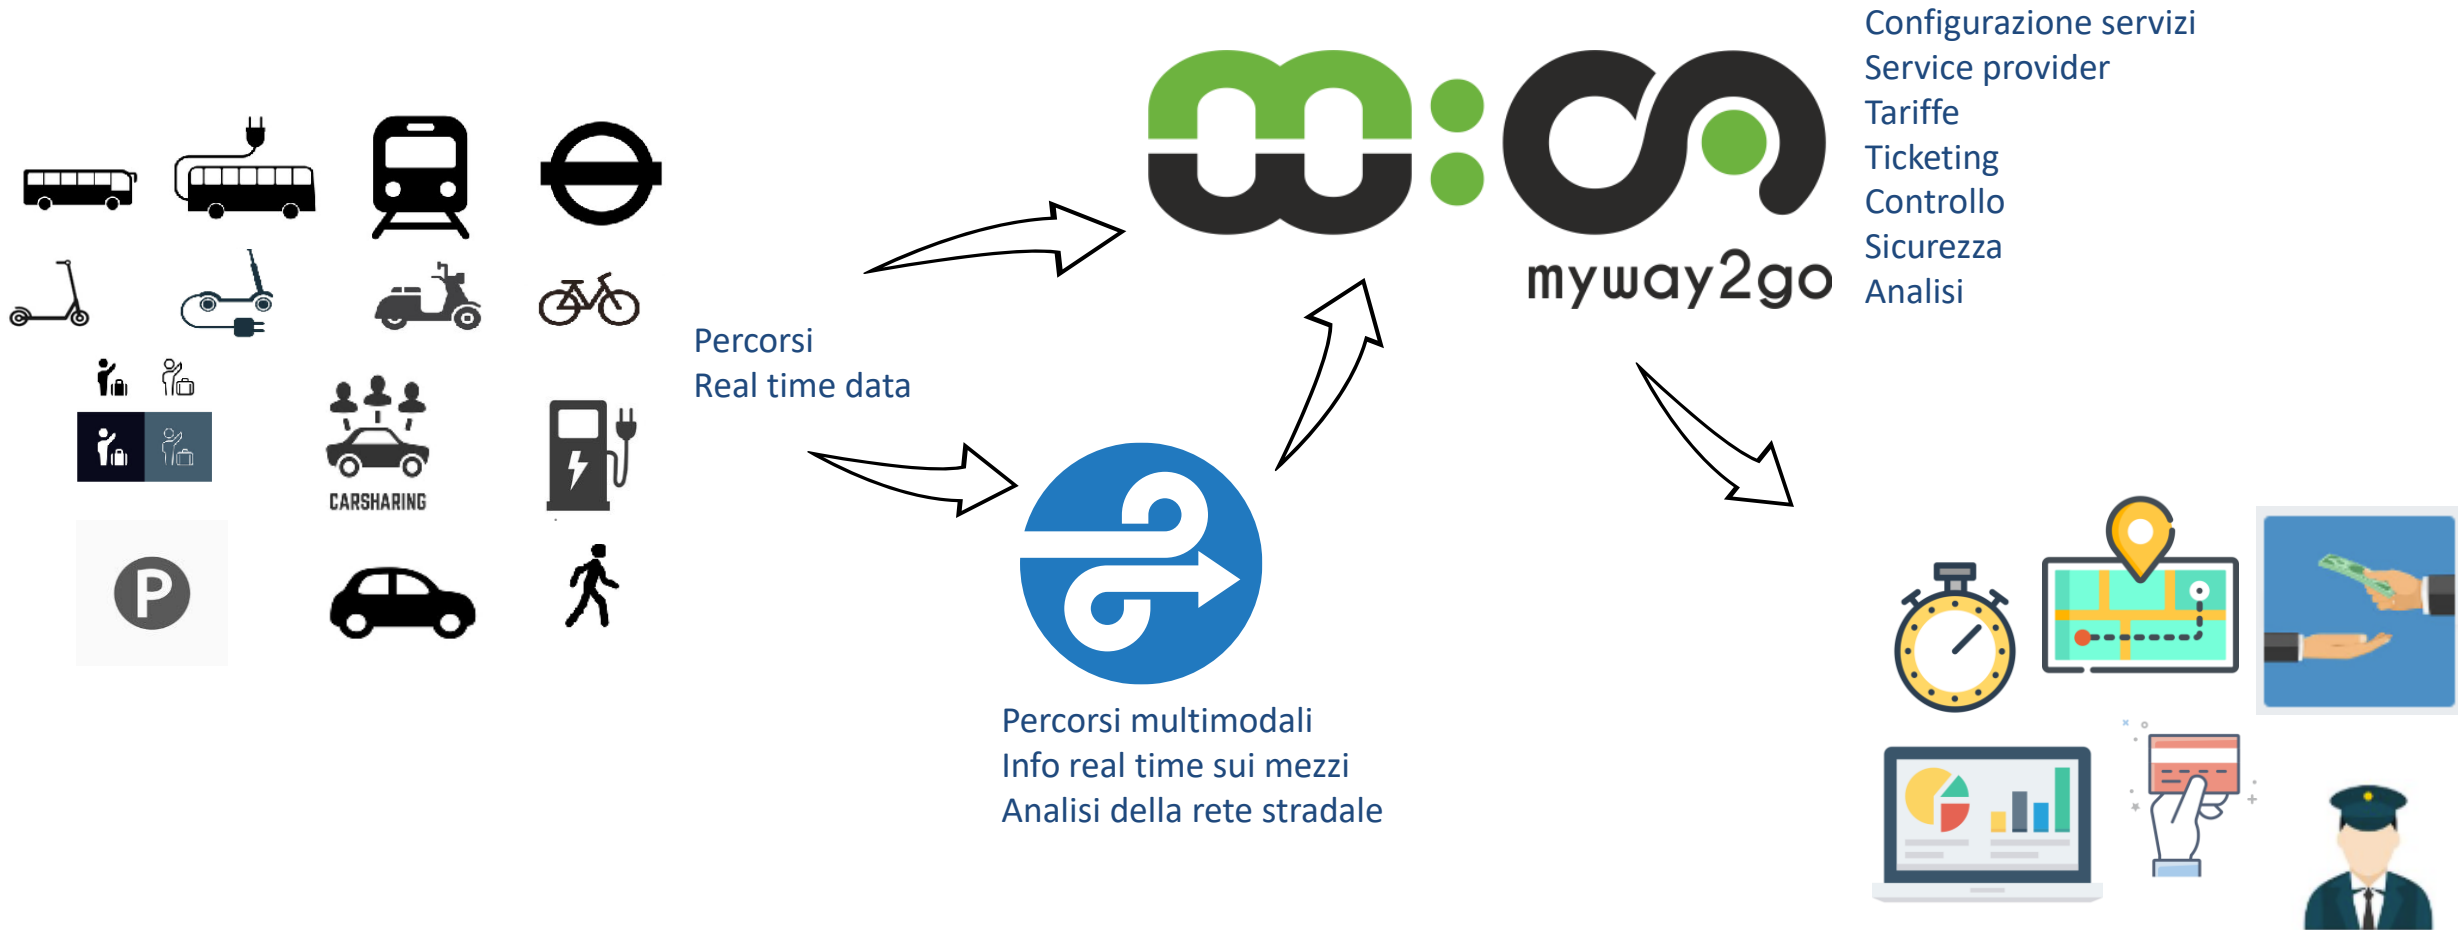 Configurazione servizi
Service provider
Tariffe
Ticketing
Controllo
Sicurezza
Analisi
myway2go
Percorsi
Real time data
CARSHARING
P
Percorsi multimodali
Info real time sui mezzi
Analisi della rete stradale